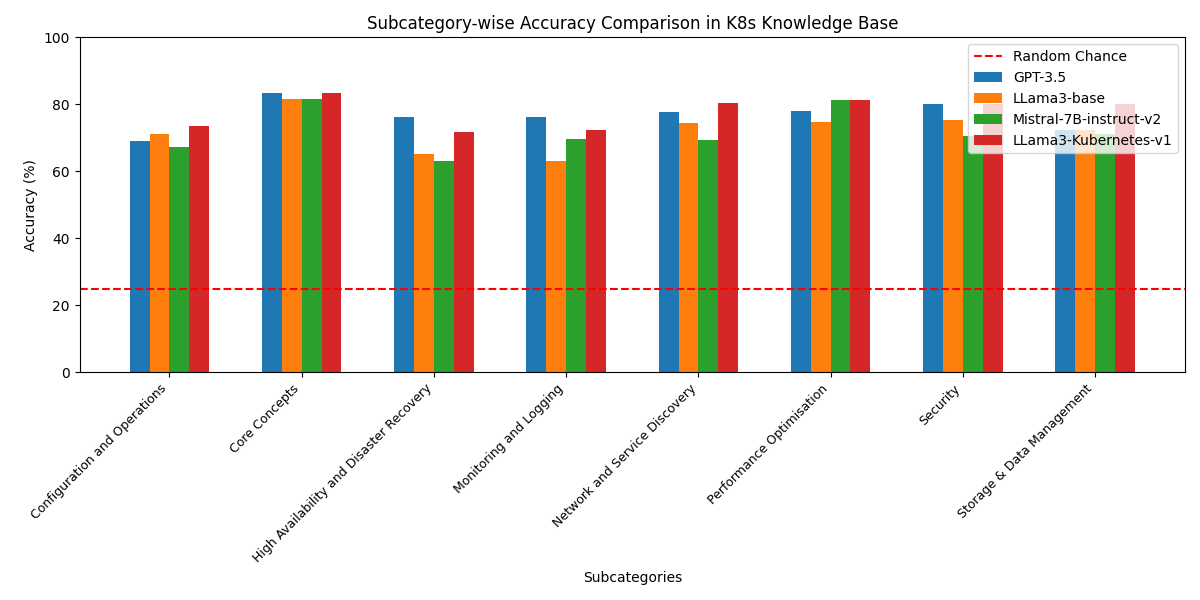 Subcategory-wise Accuracy Comparison in K8s Knowledge Base
100
80
60
40
20
0
Accuracy (%)
Random Chance
GPT-3.5
LLama3-base
Mistral-7B-instruct-v2
LLama3-Kubernetes-v1
Configuration and Operations
Core Concepts
High Availability and Disaster Recovery
Monitoring and Logging
Network and Service Discovery
Performance Optimisation
Security
Storage & Data Management
Subcategories